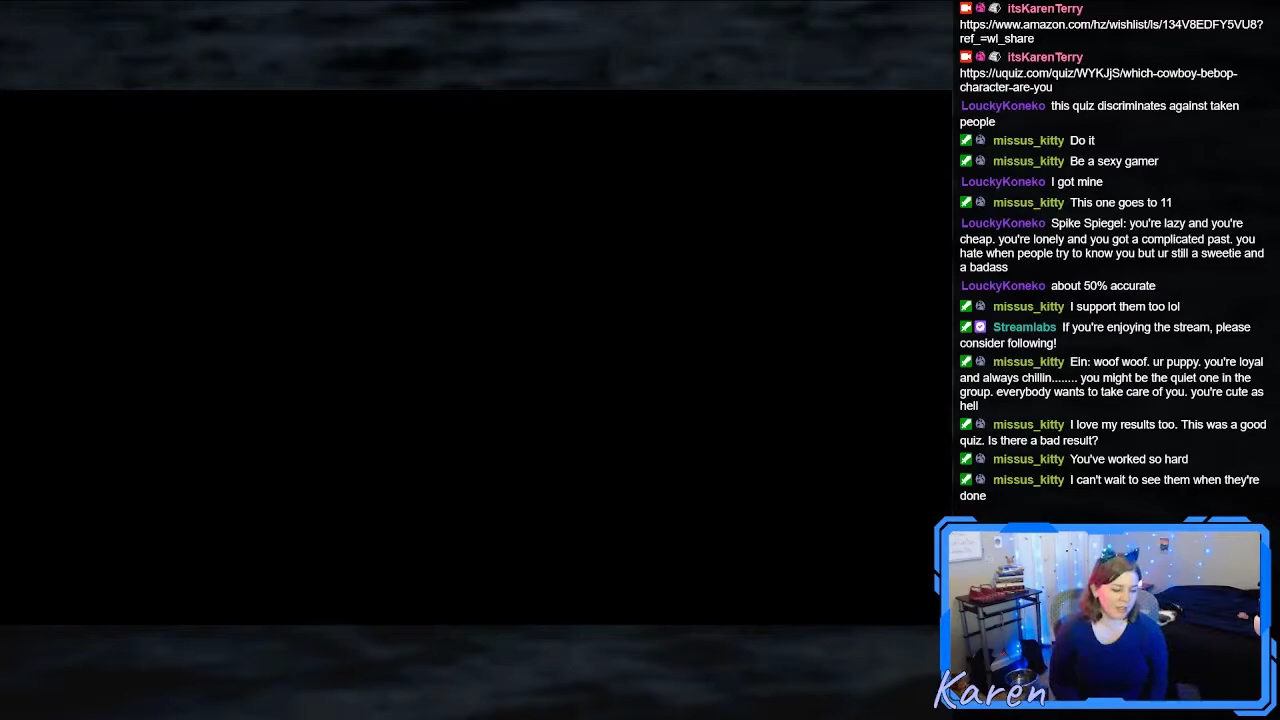 itsKarenTerry
https://www.amazon.com/hz/wishlist/ls/134V8EDFY5VU8?
ref_=wl_share
itsKarenTerry
https://uquiz.com/quiz/WYKJjS/which-cowboy-bebop-
character-are-you
LouckyKoneko this quiz discriminates against taken
people
missus_kitty Do it
missus_kitty Be a sexy gamer
LouckyKoneko I got mine
missus_kitty This one goes to 11
LouckyKoneko Spike Spiegel: you're lazy and you're
cheap. you're lonely and you got a complicated past. you
hate when people try to know you but ur still a sweetie and
a badass
LouckyKoneko about 50% accurate
missus_kitty I support them too lol
Streamlabs If you're enjoying the stream, please
consider following!
missus_kitty Ein: woof woof. ur puppy. you're loyal
and always chillin........ you might be the quiet one in the
group. everybody wants to take care of you. you're cute as
hell
missus_kitty I love my results too. This was a good
quiz. Is there a bad result?
missus_kitty You've worked so hard
missus_kitty I can't wait to see them when they're
done
Karen